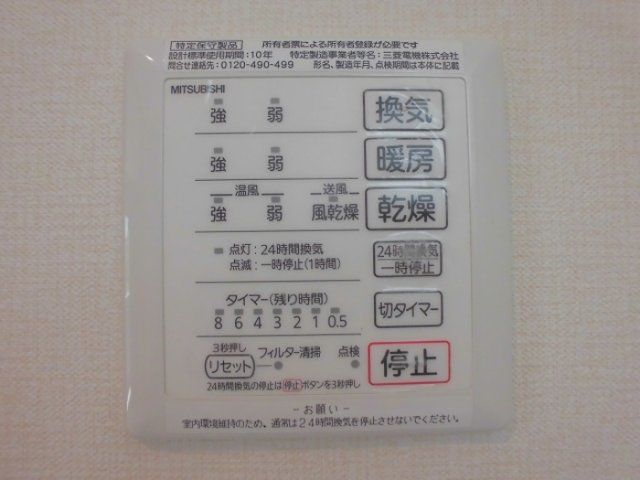 特定保守製品 所有者票による所有者登録が必要です
設計標準使用期間：10年 特定製造事業者等名：三菱電機株式会社
問合せ連絡先：0120-490-499 形名、製造年月、点検期間は本体に記載
MITSUBISHI
強 弱 換気
強 弱 暖房
温風 送風
強 弱 風乾燥 乾燥
点灯：24時間換気
点滅：一時停止(1時間)
24時間換気
一時停止
タイマー(残り時間)
8 6 4 3 2 1 0.5
切タイマー
3秒押し
リセット フィルター清掃 点検
停止
24時間換気の停止は停止ボタンを3秒押し
－お願い－
室内環境維持のため、通常は24時間換気を停止させないでください。